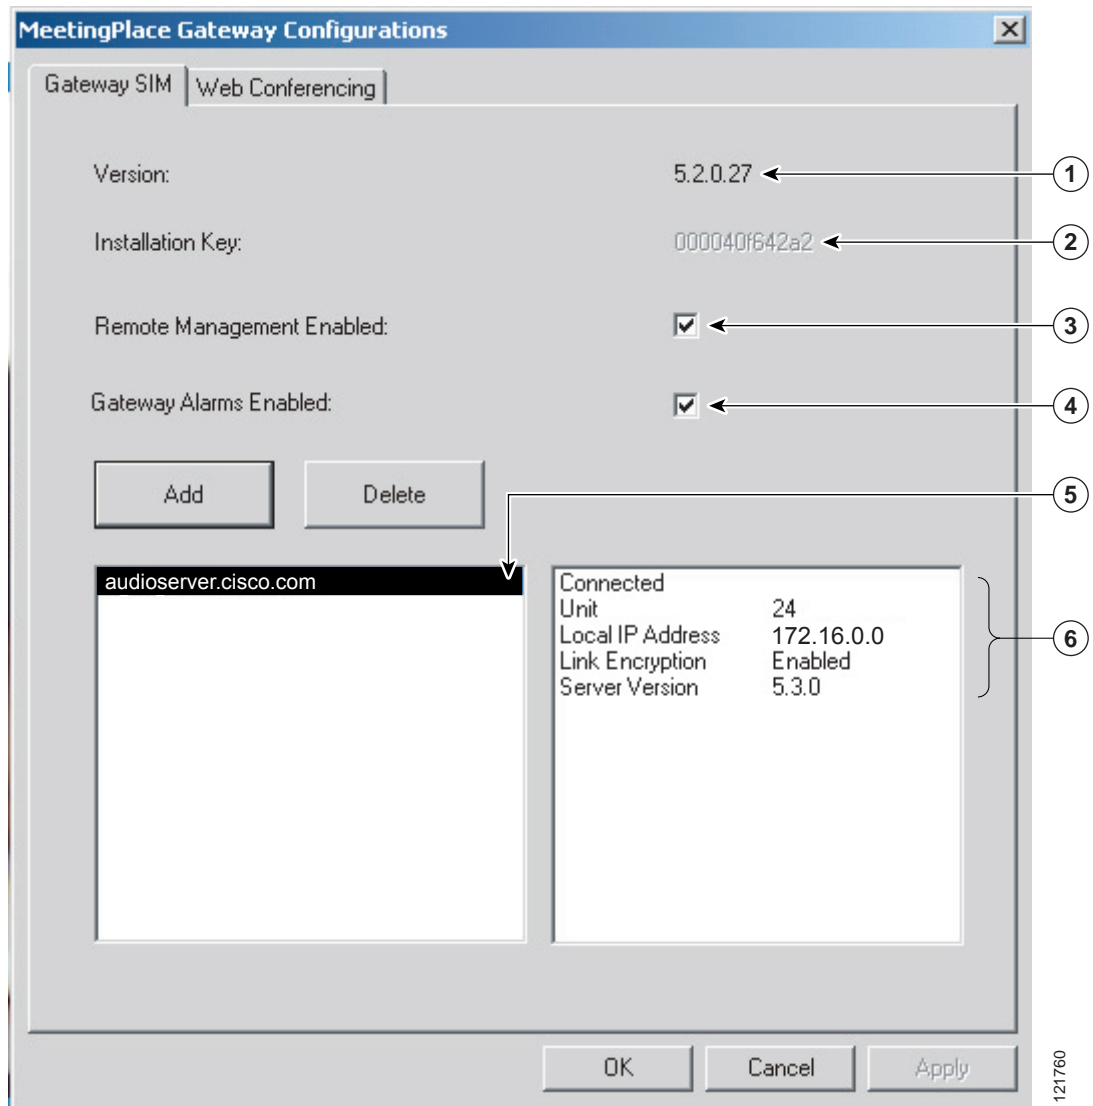 MeetingPlace Gateway Configurations
Gateway SIM Web Conferencing
Version: 5.2.0.27 1
Installation Key: 000040f642a2 2
Remote Management Enabled: 3
Gateway Alarms Enabled: 4
Add Delete 5
audioserver.cisco.com
Connected
Unit 24
Local IP Address 172.16.0.0 6
Link Encryption Enabled
Server Version 5.3.0
OK Cancel Apply
121760